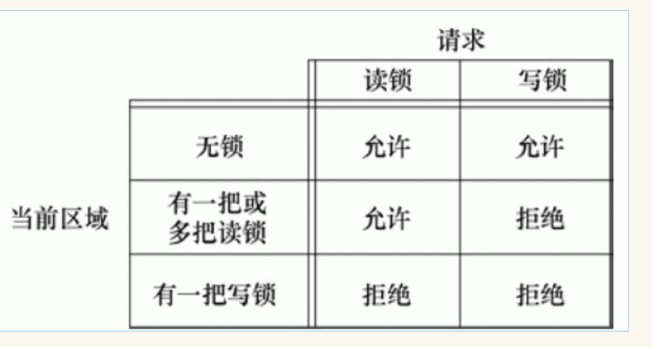 请求
读锁 写锁
无锁 允许 允许
当前区域
有一把或
多把读锁
允许 拒绝
有一把写锁 拒绝 拒绝